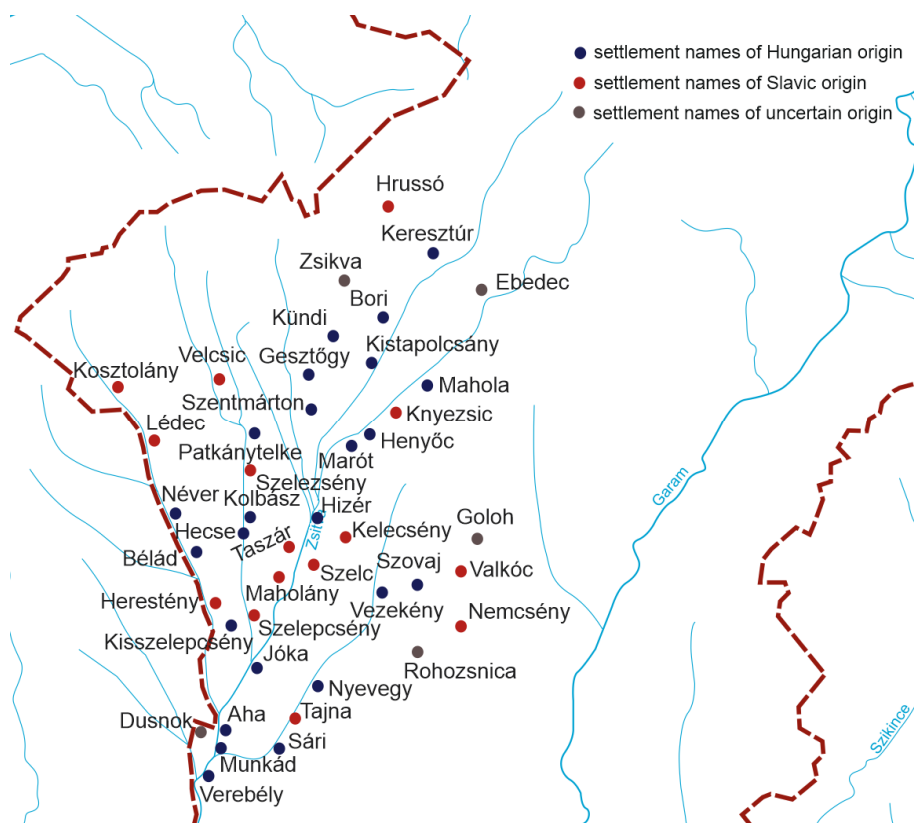 settlement names of Hungarian origin
settlement names of Slavic origin
settlement names of uncertain origin
Hrussó
Keresztúr
Zsikva
Ebedec
Bori
Kündi
Kistapolcsány
Velcsic
Gesztőgy
Kosztolány
Mahola
Szentmárton
Knyezsic
Lédec
Henyőc
Patkánytelke
Marót
Szelezsény
Garam
Néver
Kolbász
Hizér
Hecse
Taszár
Zsitva
Kelecsény
Goloh
Bélád
Szovaj
Szelc
Valkóc
Maholány
Vezekény
Herestény
Nemcsény
Szelepcsény
Kisszelepcsény
Jóka
Rohozsnica
Nyevegy
Dusnok
Aha
Tajna
Sári
Munkád
Verebély
Szikince